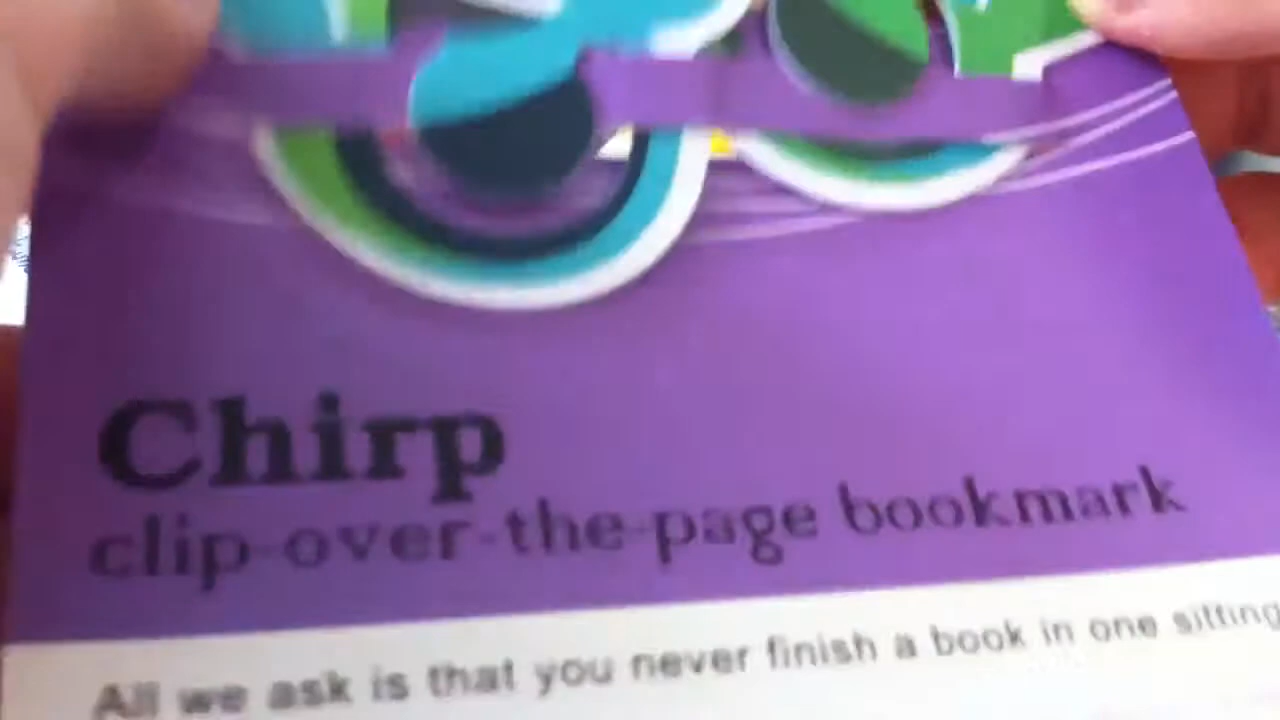 Chirp
clip-over-the-page bookmark
All we ask is that you never finish a book in one sitting